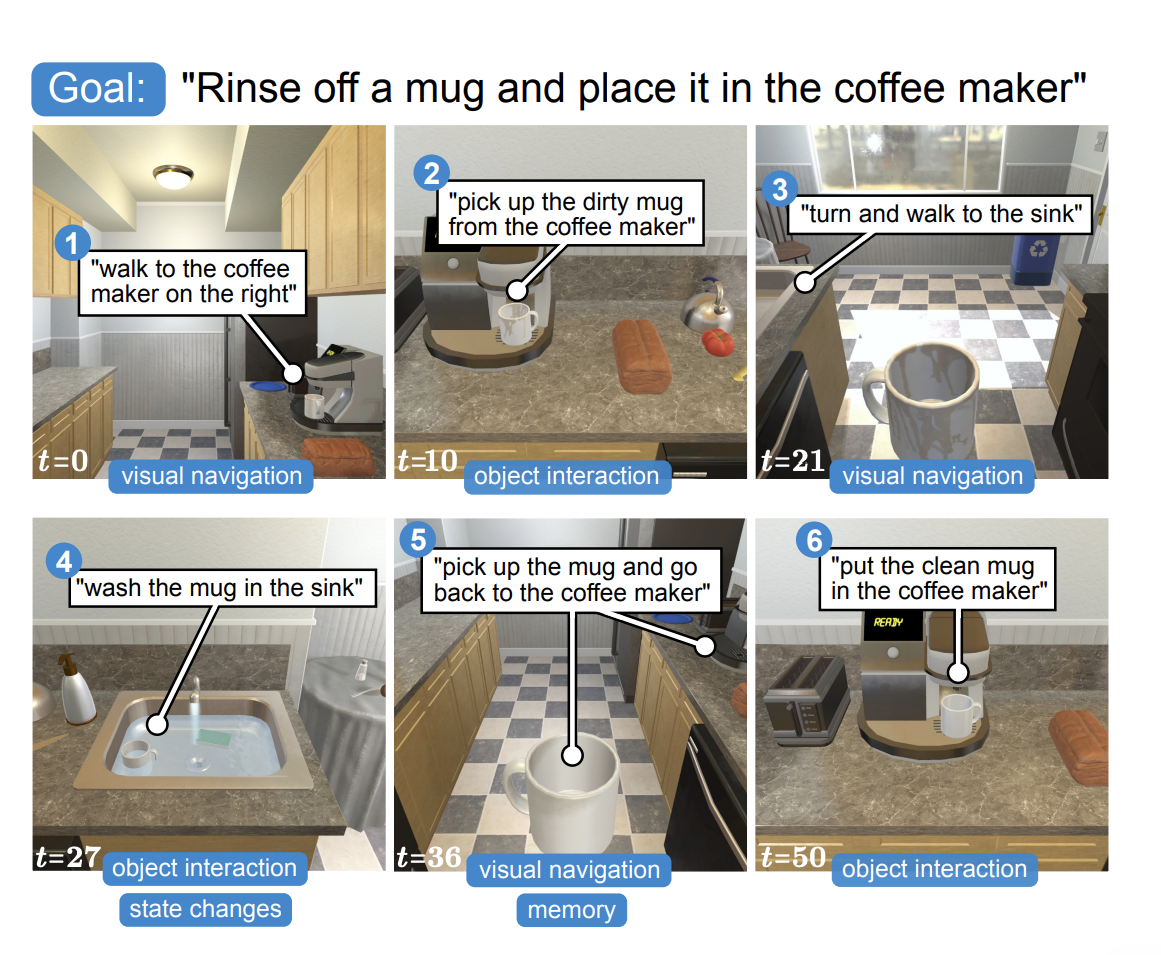 Goal: "Rinse off a mug and place it in the coffee maker"
1
"walk to the coffee
maker on the right"
t=0
visual navigation
2
"pick up the dirty mug
from the coffee maker"
t=10
object interaction
3
"turn and walk to the sink"
t=21
visual navigation
4
"wash the mug in the sink"
t=27
object interaction
state changes
5
"pick up the mug and go
back to the coffee maker"
t=36
visual navigation
memory
6
"put the clean mug
in the coffee maker"
READY
t=50
object interaction